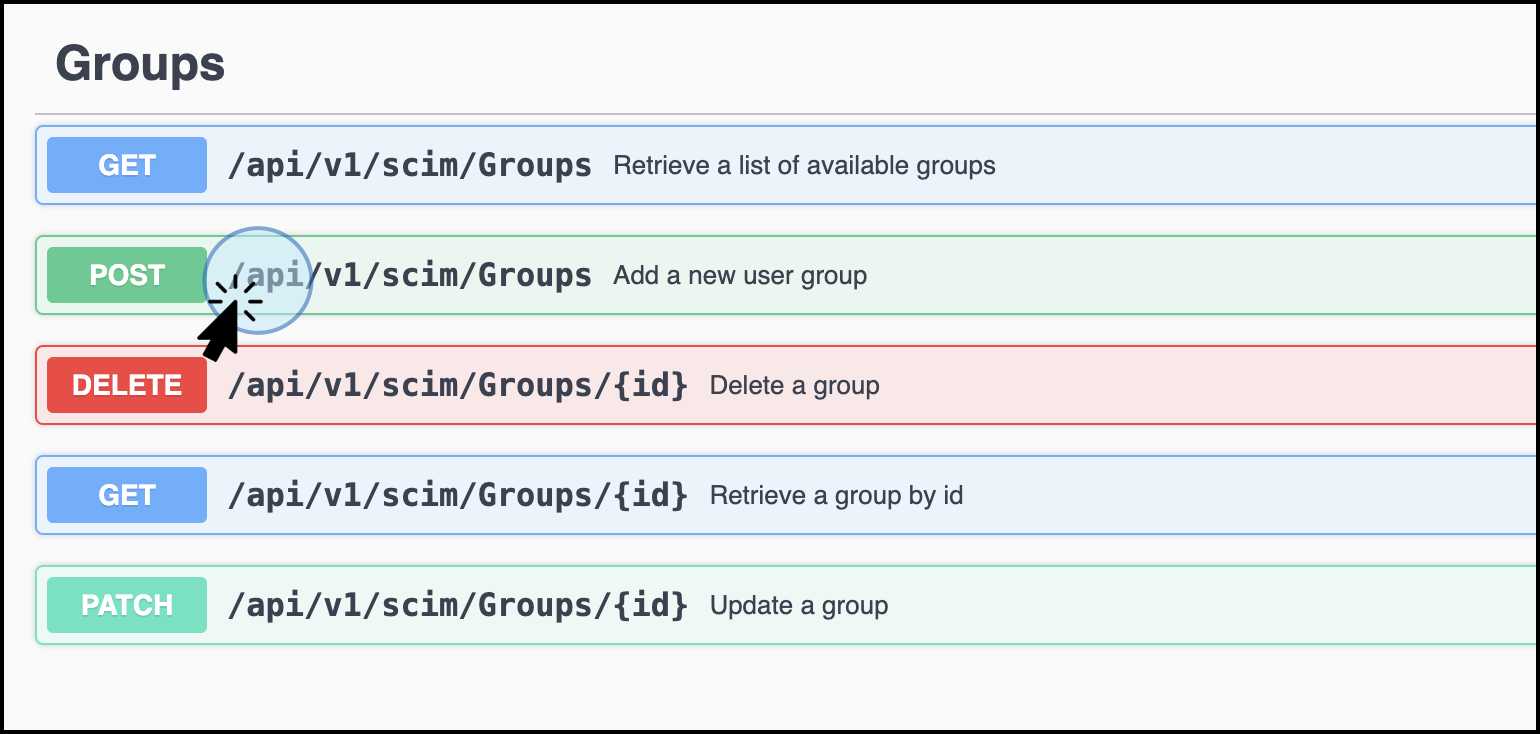 Groups
GET /api/v1/scim/Groups Retrieve a list of available groups
POST /api/v1/scim/Groups Add a new user group
DELETE /api/v1/scim/Groups/{id} Delete a group
GET /api/v1/scim/Groups/{id} Retrieve a group by id
PATCH /api/v1/scim/Groups/{id} Update a group